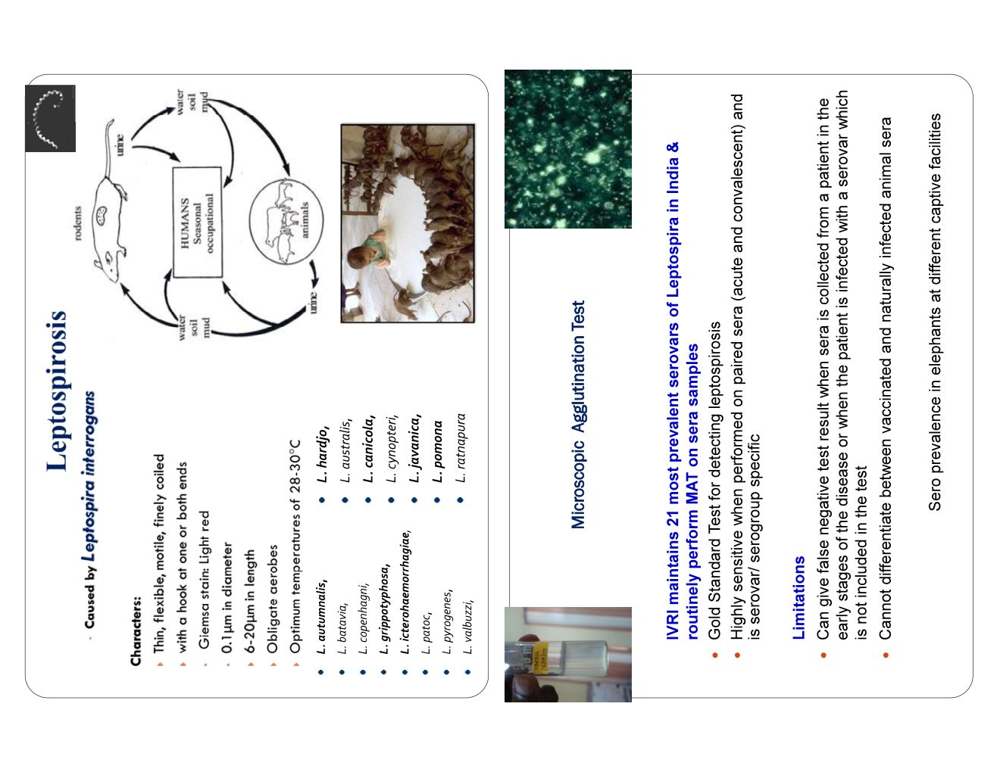 Leptospirosis
Caused by Leptospira interrogans
Characters:
Thin, flexible, motile, finely coiled
with a hook at one or both ends
Giemsa stain: Light red
0.1µm in diameter
6-20µm in length
Obligate aerobes
Optimum temperatures of 28-30°C
• L. autumnalis,
• L. batavia,
• L. copenhagni,
• L. grippotyphosa,
• L. icterohaemorrhagiae,
• L. patoc,
• L. pyrogenes,
• L. valbuzzi,
• L. hardjo,
• L. australis,
• L. canicola,
• L. cynopteri,
• L. javanica,
• L. pomona
• L. ratnapura
rodents
urine
water
soil
mud
HUMANS
Seasonal
occupational
water
soil
mud
animals
urine
Microscopic Agglutination Test
POMONA
IVRI maintains 21 most prevalent serovars of Leptospira in India &
routinely perform MAT on sera samples
• Gold Standard Test for detecting leptospirosis
• Highly sensitive when performed on paired sera (acute and convalescent) and
is serovar/ serogroup specific
Limitations
• Can give false negative test result when sera is collected from a patient in the
early stages of the disease or when the patient is infected with a serovar which
is not included in the test
• Cannot differentiate between vaccinated and naturally infected animal sera
Sero prevalence in elephants at different captive facilities